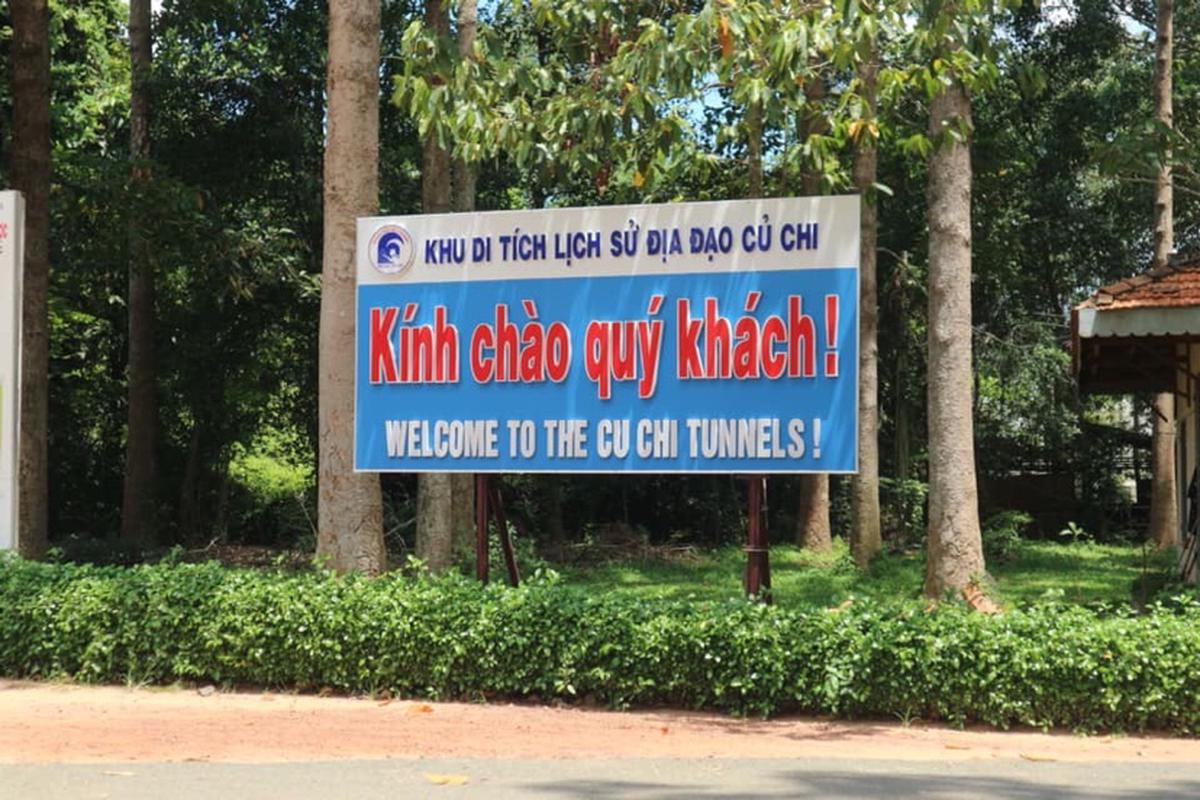 KHU DI TÍCH LỊCH SỬ ĐỊA ĐẠO CỦ CHI
Kính chào quý khách!
WELCOME TO THE CU CHI TUNNELS !